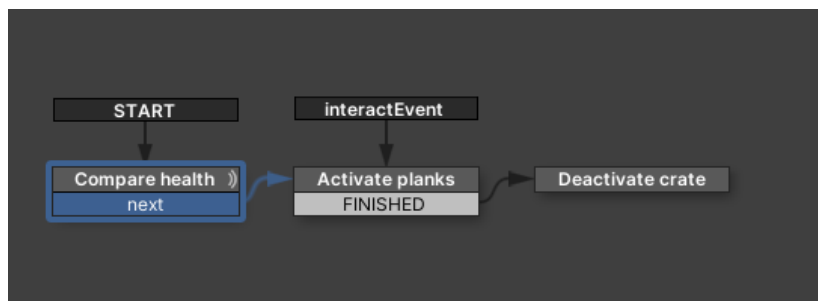 START
interactEvent
Compare health
next
Activate planks
FINISHED
Deactivate crate